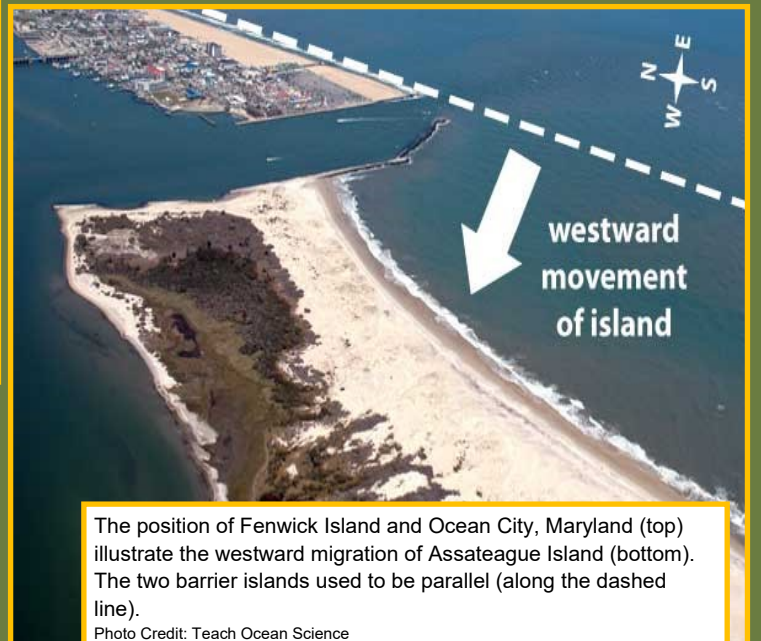 E
N
S
W
westward
movement
of island
The position of Fenwick Island and Ocean City, Maryland (top)
illustrate the westward migration of Assateague Island (bottom).
The two barrier islands used to be parallel (along the dashed
line).
Photo Credit: Teach Ocean Science